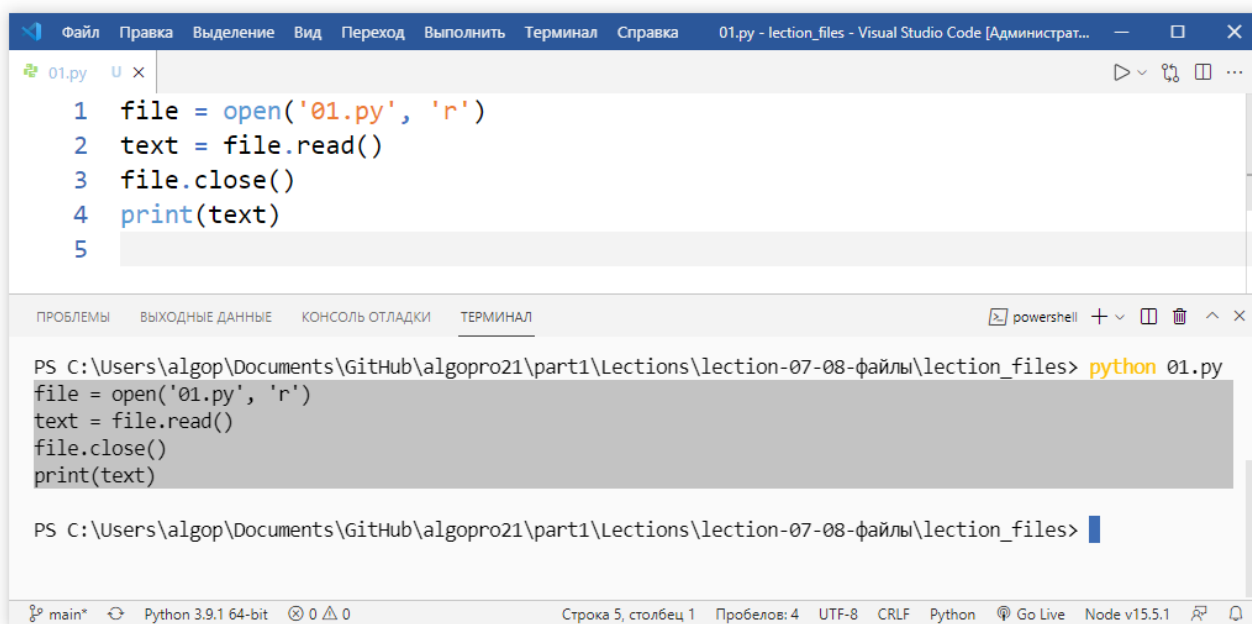 Файл Правка Выделение Вид Переход Выполнить Терминал Справка 01.py - lection_files - Visual Studio Code [Администрат...
01.py U
1 file = open('01.py', 'r')
2 text = file.read()
3 file.close()
4 print(text)
5
ПРОБЛЕМЫ ВЫХОДНЫЕ ДАННЫЕ КОНСОЛЬ ОТЛАДКИ ТЕРМИНАЛ powershell
PS C:\Users\algop\Documents\GitHub\algopro21\part1\Lections\lection-07-08-файлы\lection_files> python 01.py
file = open('01.py', 'r')
text = file.read()
file.close()
print(text)
PS C:\Users\algop\Documents\GitHub\algopro21\part1\Lections\lection-07-08-файлы\lection_files>
main* Python 3.9.1 64-bit 0 0 Строка 5, столбец 1 Пробелов: 4 UTF-8 CRLF Python Go Live Node v15.5.1